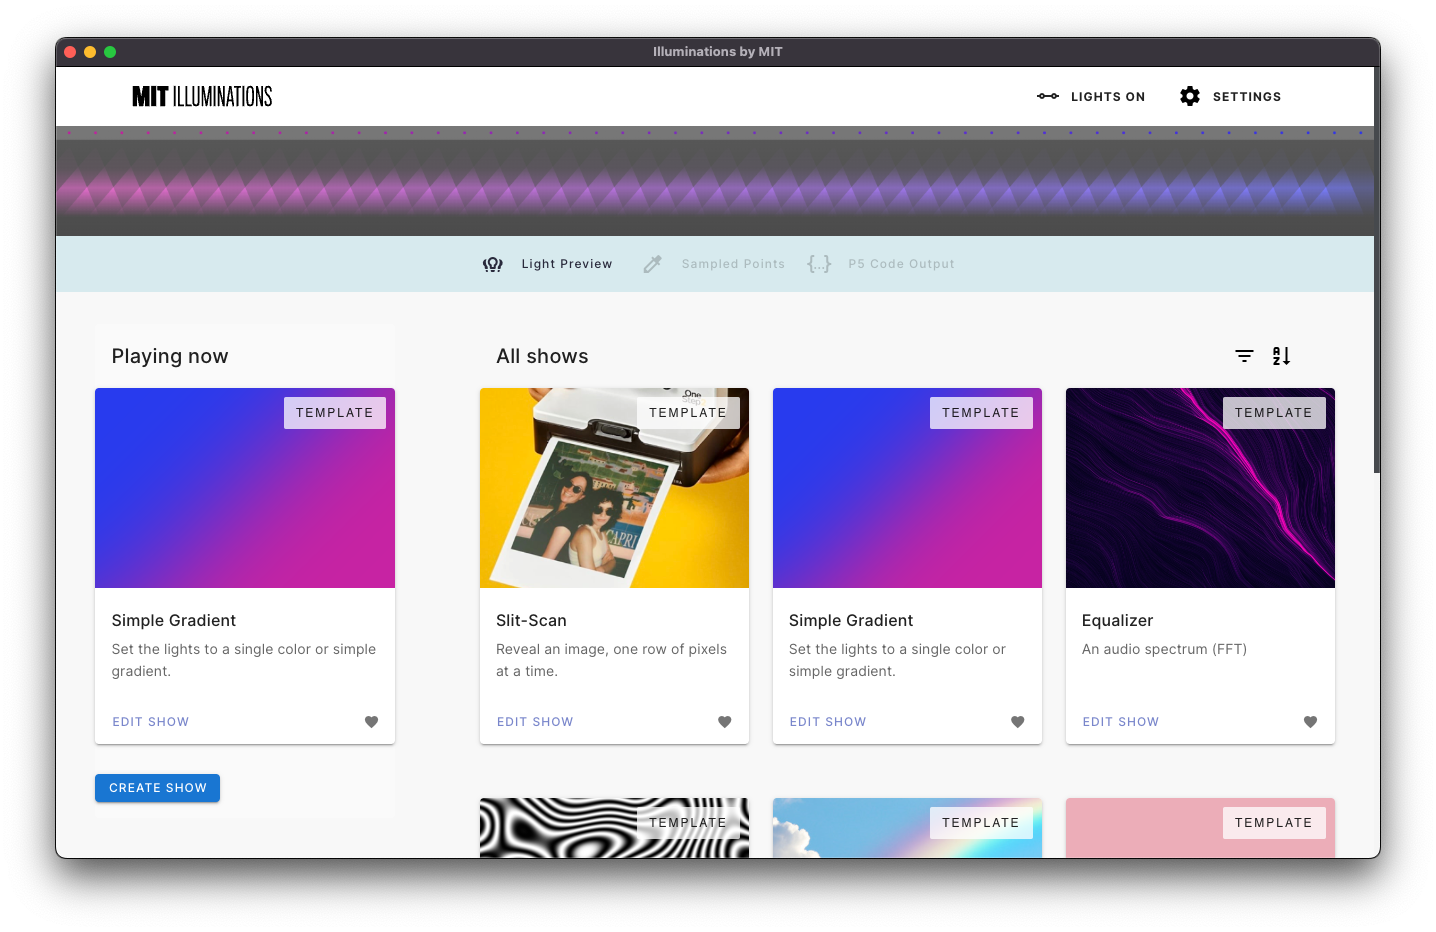 Illuminations by MIT
MIT ILLUMINATIONS
LIGHTS ON
SETTINGS
Light Preview
Sampled Points
P5 Code Output
Playing now
TEMPLATE
Simple Gradient
Set the lights to a single color or simple
gradient.
EDIT SHOW
CREATE SHOW
All shows
One
Step
TEMPLATE
CAPRI
Slit-Scan
Reveal an image, one row of pixels
at a time.
EDIT SHOW
TEMPLATE
Simple Gradient
Set the lights to a single color or
simple gradient.
EDIT SHOW
TEMPLATE
Equalizer
An audio spectrum (FFT)
EDIT SHOW
TEMPLATE
TEMPLATE
TEMPLATE